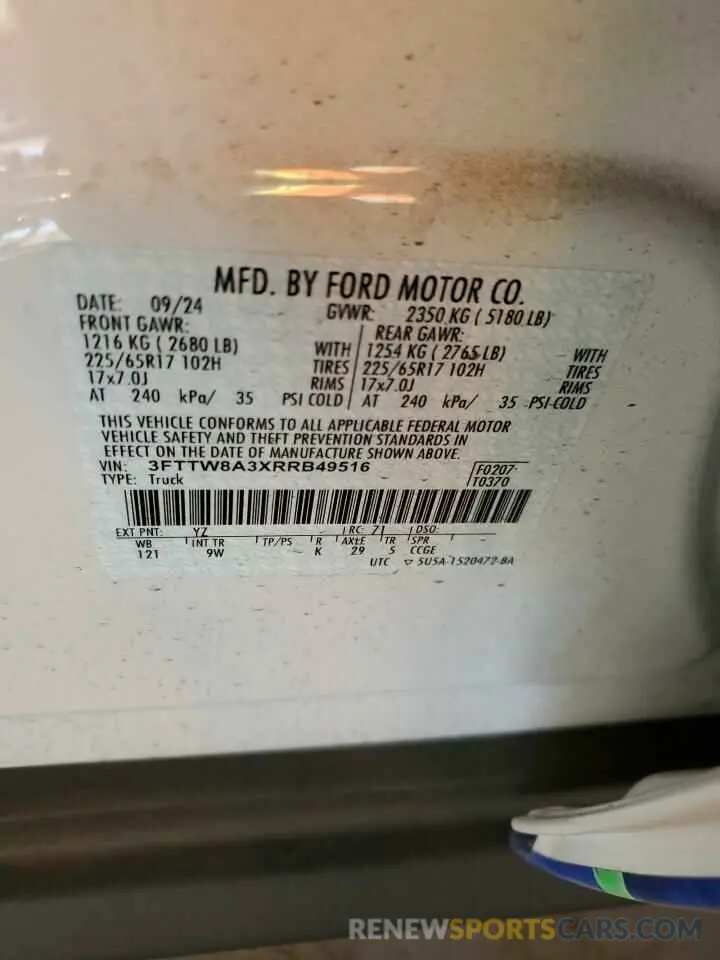 MFD. BY FORD MOTOR CO.
DATE: 09/24 GVWR: 2350 KG ( 5180 LB)
FRONT GAWR: REAR GAWR:
1216 KG ( 2680 LB) WITH 1254 KG ( 2765 LB) WITH
225/65R17 102H TIRES 225/65R17 102H TIRES
17x7.0J RIMS 17x7.0J RIMS
AT 240 kPa/ 35 PSI COLD AT 240 kPa/ 35 PSI COLD
THIS VEHICLE CONFORMS TO ALL APPLICABLE FEDERAL MOTOR
VEHICLE SAFETY AND THEFT PREVENTION STANDARDS IN
EFFECT ON THE DATE OF MANUFACTURE SHOWN ABOVE.
VIN: 3FTTW8A3XRRB49516 F0207
TYPE: Truck T0370
EXT PNT: YZ RC: 71 DSO:
WB INT TR TP/PS R AXLE TR SPR
121 9W K 29 5 CCGE
UTC ▽ 5U5A-1520472-BA
RENEWSPORTSCARS.COM